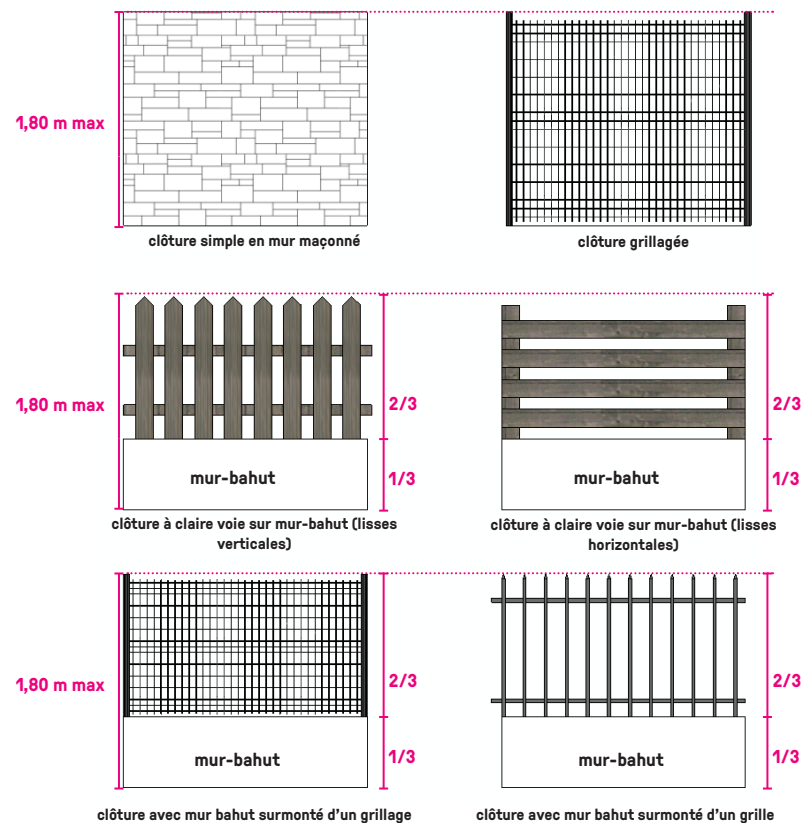 1,80 m max
clôture simple en mur maçonné
clôture grillagée
1,80 m max
2/3
2/3
mur-bahut
1/3
mur-bahut
1/3
clôture à claire voie sur mur-bahut (lisses
verticales)
clôture à claire voie sur mur-bahut (lisses
horizontales)
1,80 m max
2/3
2/3
mur-bahut
1/3
mur-bahut
1/3
clôture avec mur bahut surmonté d'un grillage
clôture avec mur bahut surmonté d'un grille